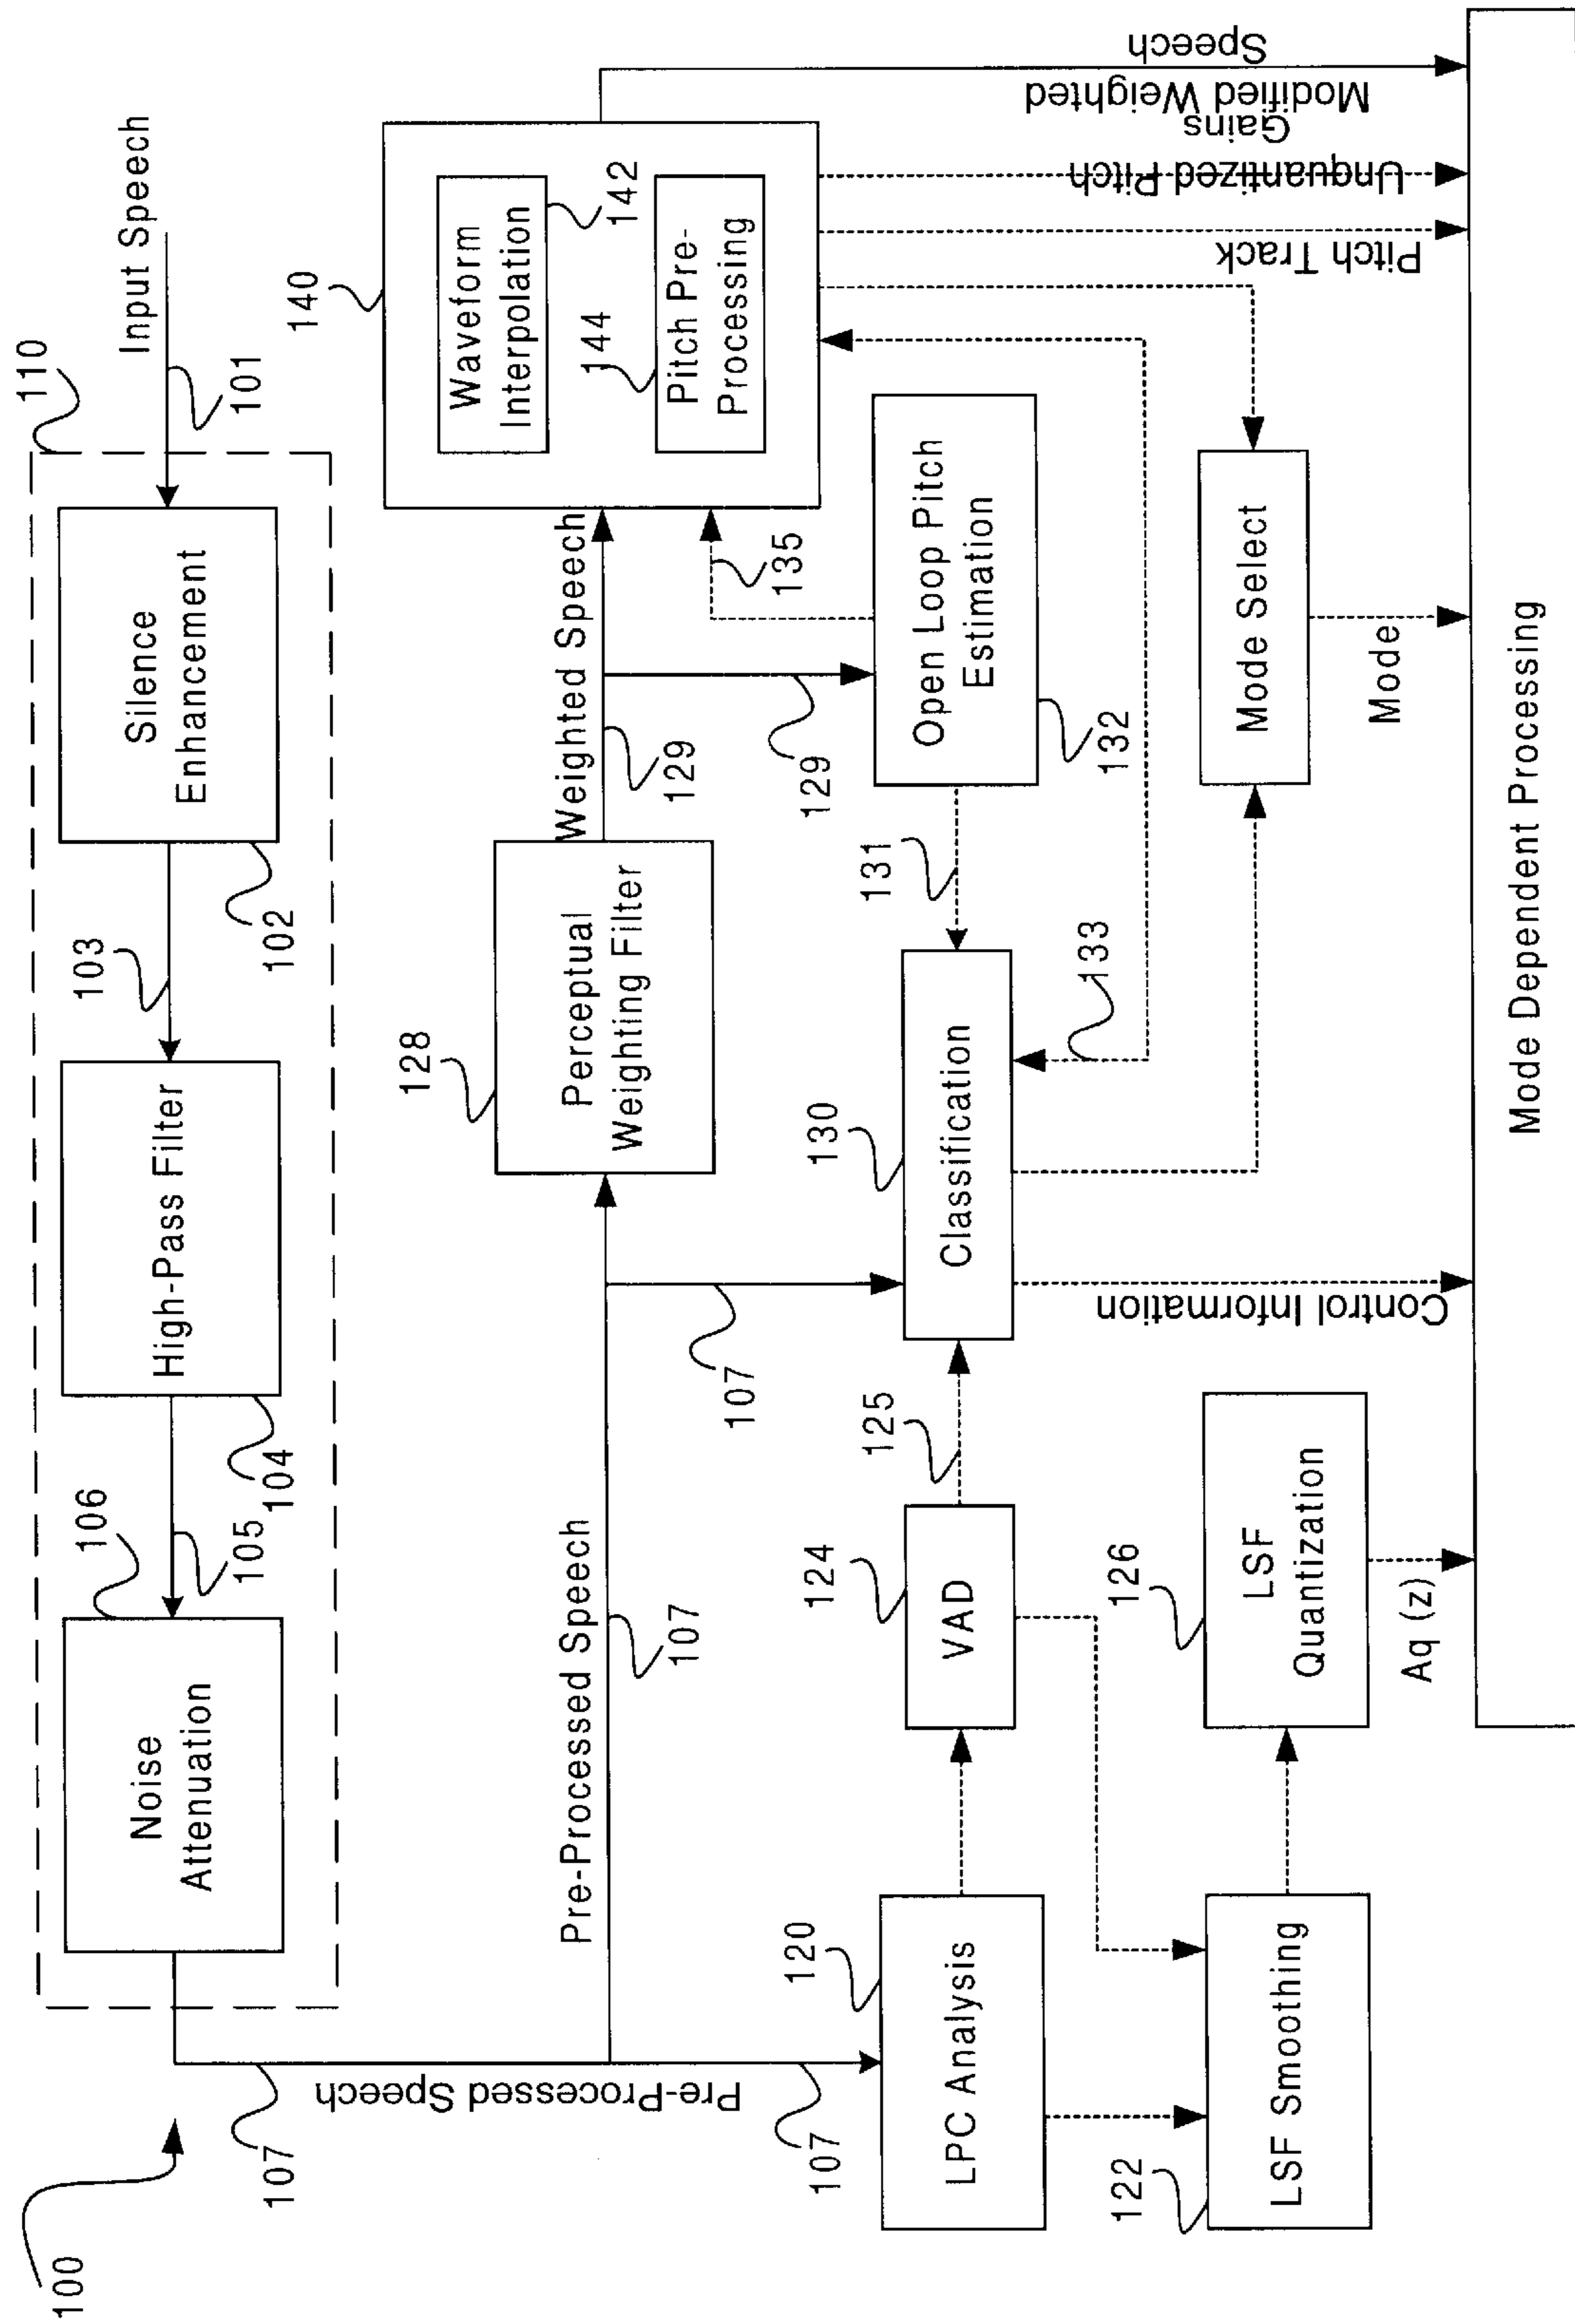 100
110
Input Speech
101
Silence
Enhancement
102
103
High-Pass Filter
104
105
106
Noise
Attenuation
107
Pre-Processed Speech
107
Pre-Processed Speech
107
107
128
Perceptual
Weighting Filter
Weighted Speech
129
129
140
Waveform
Interpolation
142
144
Pitch Pre-
Processing
135
Open Loop Pitch
Estimation
132
131
130
Classification
133
125
124
VAD
120
LPC Analysis
122
LSF Smoothing
126
LSF
Quantization
Aq (z)
Control Information
Mode Select
Mode
Pitch Track
Unquantized Pitch
Gains
Modified Weighted
Speech
Mode Dependent Processing